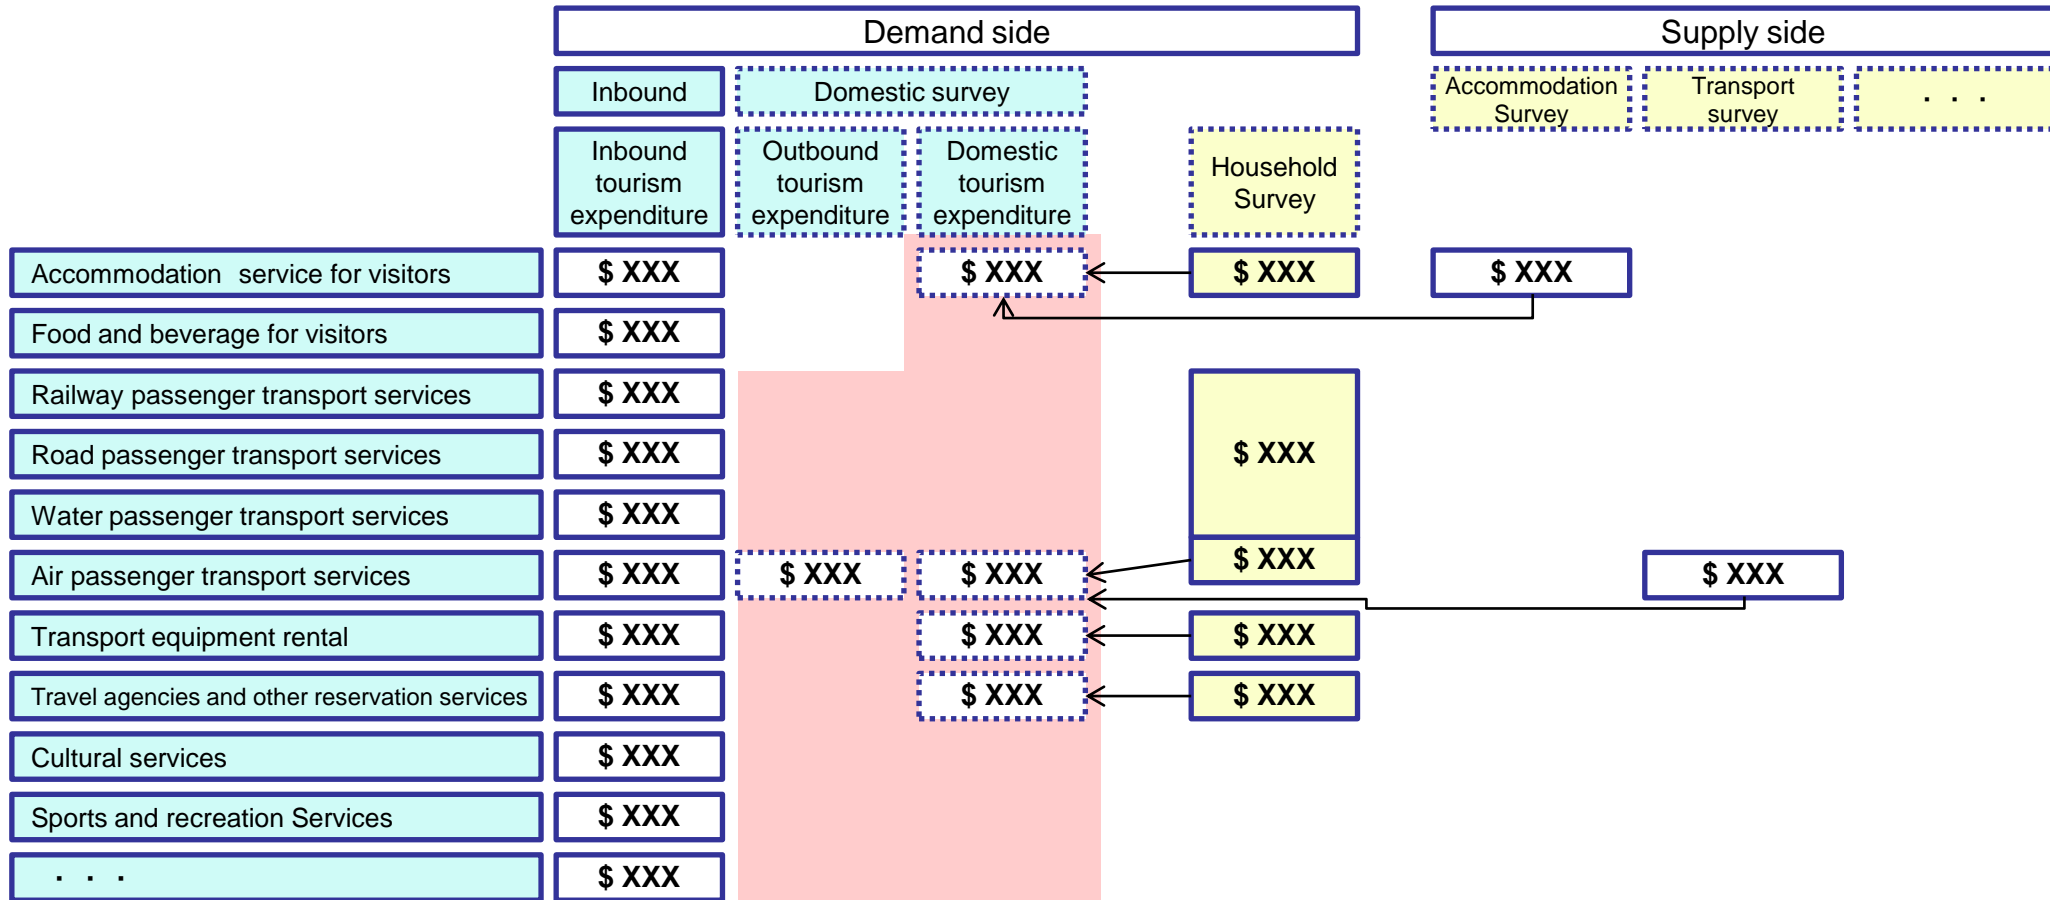 Demand side
Supply side
Inbound
Domestic survey
Accommodation
Survey
Transport
survey
. . .
Inbound
tourism
expenditure
Outbound
tourism
expenditure
Domestic
tourism
expenditure
Household
Survey
Accommodation service for visitors
$ XXX
$ XXX
$ XXX
$ XXX
Food and beverage for visitors
$ XXX
Railway passenger transport services
$ XXX
Road passenger transport services
$ XXX
$ XXX
Water passenger transport services
$ XXX
Air passenger transport services
$ XXX
$ XXX
$ XXX
$ XXX
$ XXX
Transport equipment rental
$ XXX
$ XXX
$ XXX
Travel agencies and other reservation services
$ XXX
$ XXX
$ XXX
Cultural services
$ XXX
Sports and recreation Services
$ XXX
. . .
$ XXX